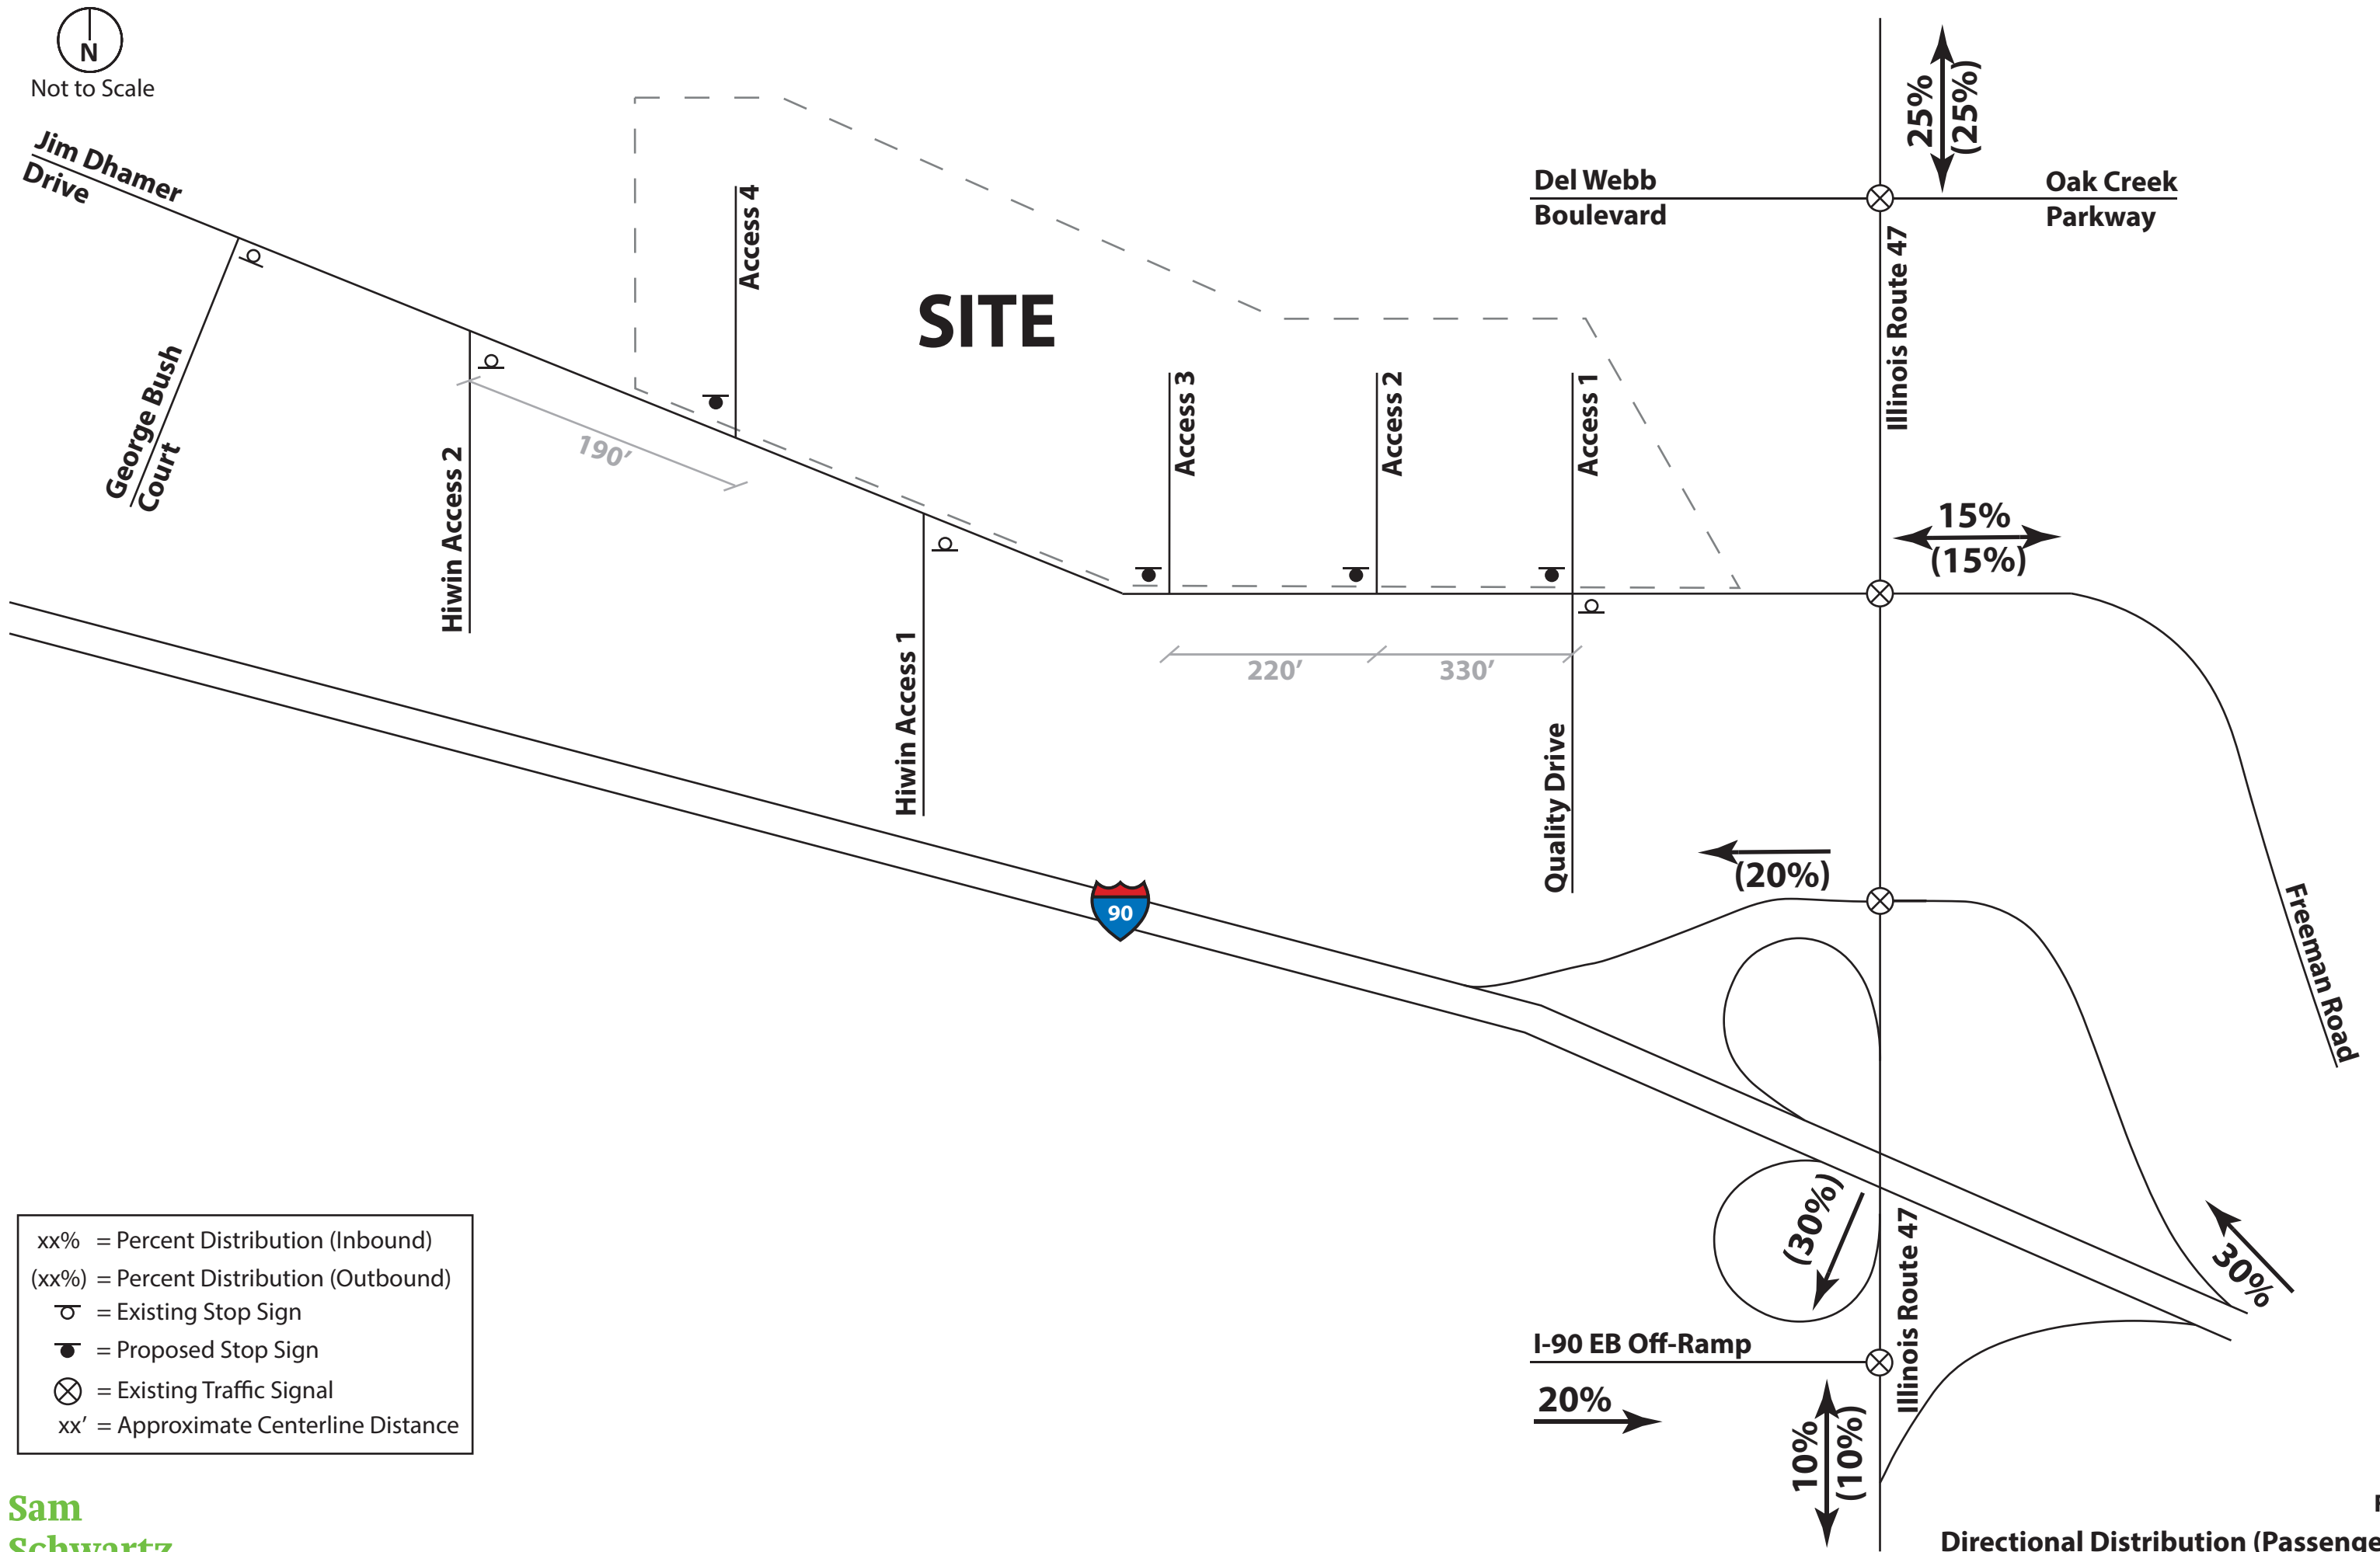 N
Not to Scale
Jim Dhamer
Drive
George Bush
Court
Hiwin Access 2
190’
Access 4
SITE
Hiwin Access 1
Access 3
Access 2
Access 1
220’
330’
Quality Drive
Del Webb
Boulevard
Oak Creek
Parkway
25%
(25%)
Illinois Route 47
15%
(15%)
Freeman Road
(20%)
90
(30%)
30%
Illinois Route 47
I-90 EB Off-Ramp
20%
10%
(10%)
xx% = Percent Distribution (Inbound)
(xx%) = Percent Distribution (Outbound)
= Existing Stop Sign
= Proposed Stop Sign
= Existing Traffic Signal
xx’ = Approximate Centerline Distance
Sam
Schwartz
Directional Distribution (Passenge